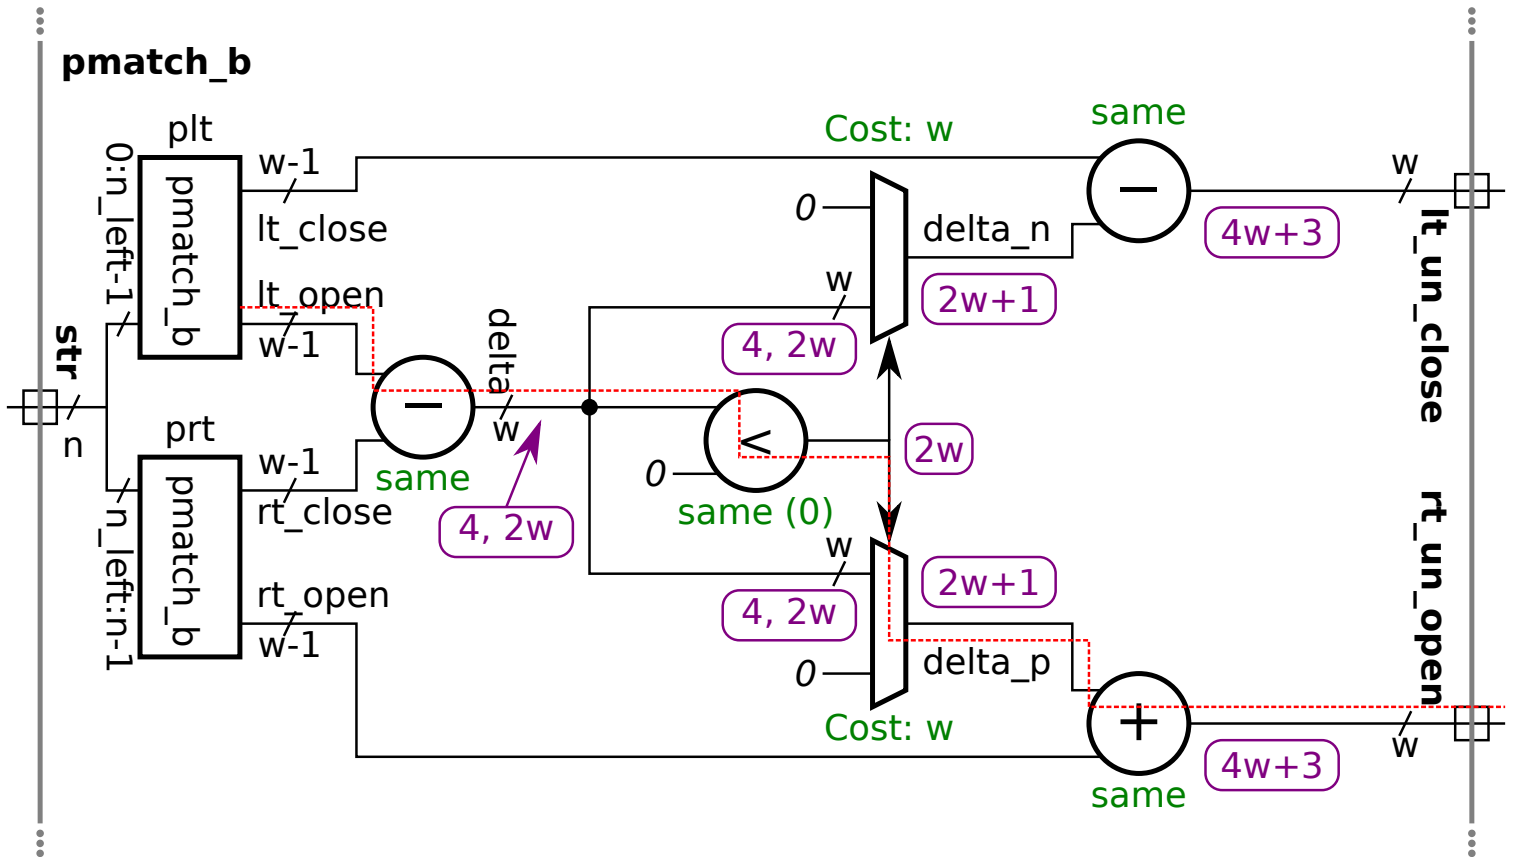 pmatch_b
plt
0:n_left-1
pmatch_b
w-1
lt_close
lt_open
w-1
str
n
prt
n_left:n-1
pmatch_b
w-1
rt_close
rt_open
w-1
−
same
delta
w
4, 2w
Cost: w
0
w
4, 2w
delta_n
2w+1
<
0
same (0)
2w
w
4, 2w
0
2w+1
delta_p
Cost: w
same
−
4w+3
w
lt_un_close
rt_un_open
+
same
4w+3
w